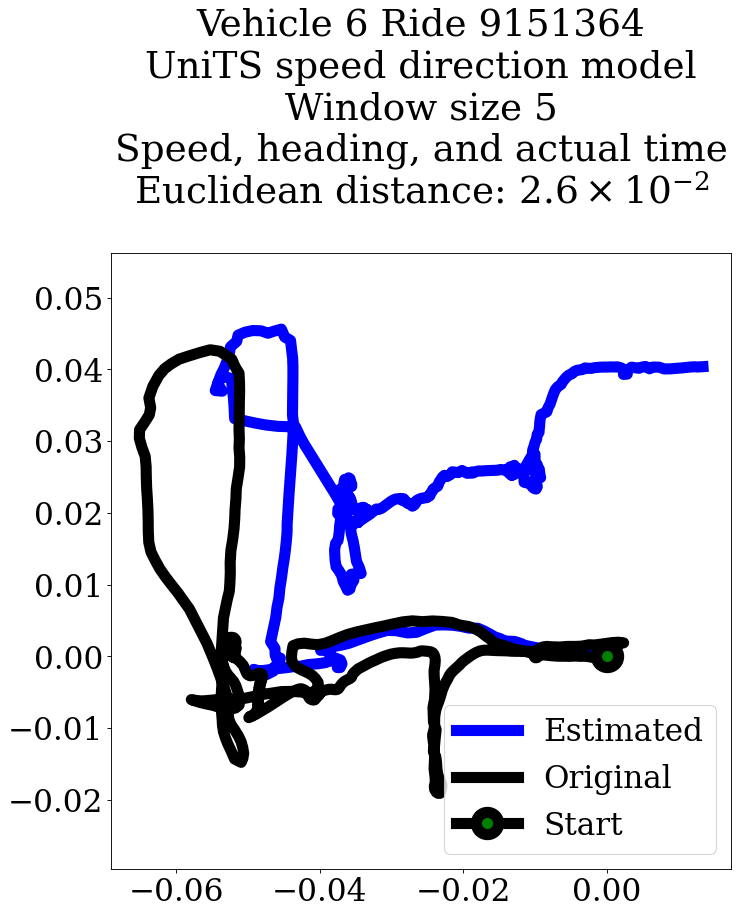 Vehicle 6 Ride 9151364
UniTS speed direction model
Window size 5
Speed, heading, and actual time
Euclidean distance: 2.6 × 10⁻²
0.05
0.04
0.03
0.02
0.01
0.00
−0.01
−0.02
Estimated
Original
Start
−0.06 −0.04 −0.02 0.00